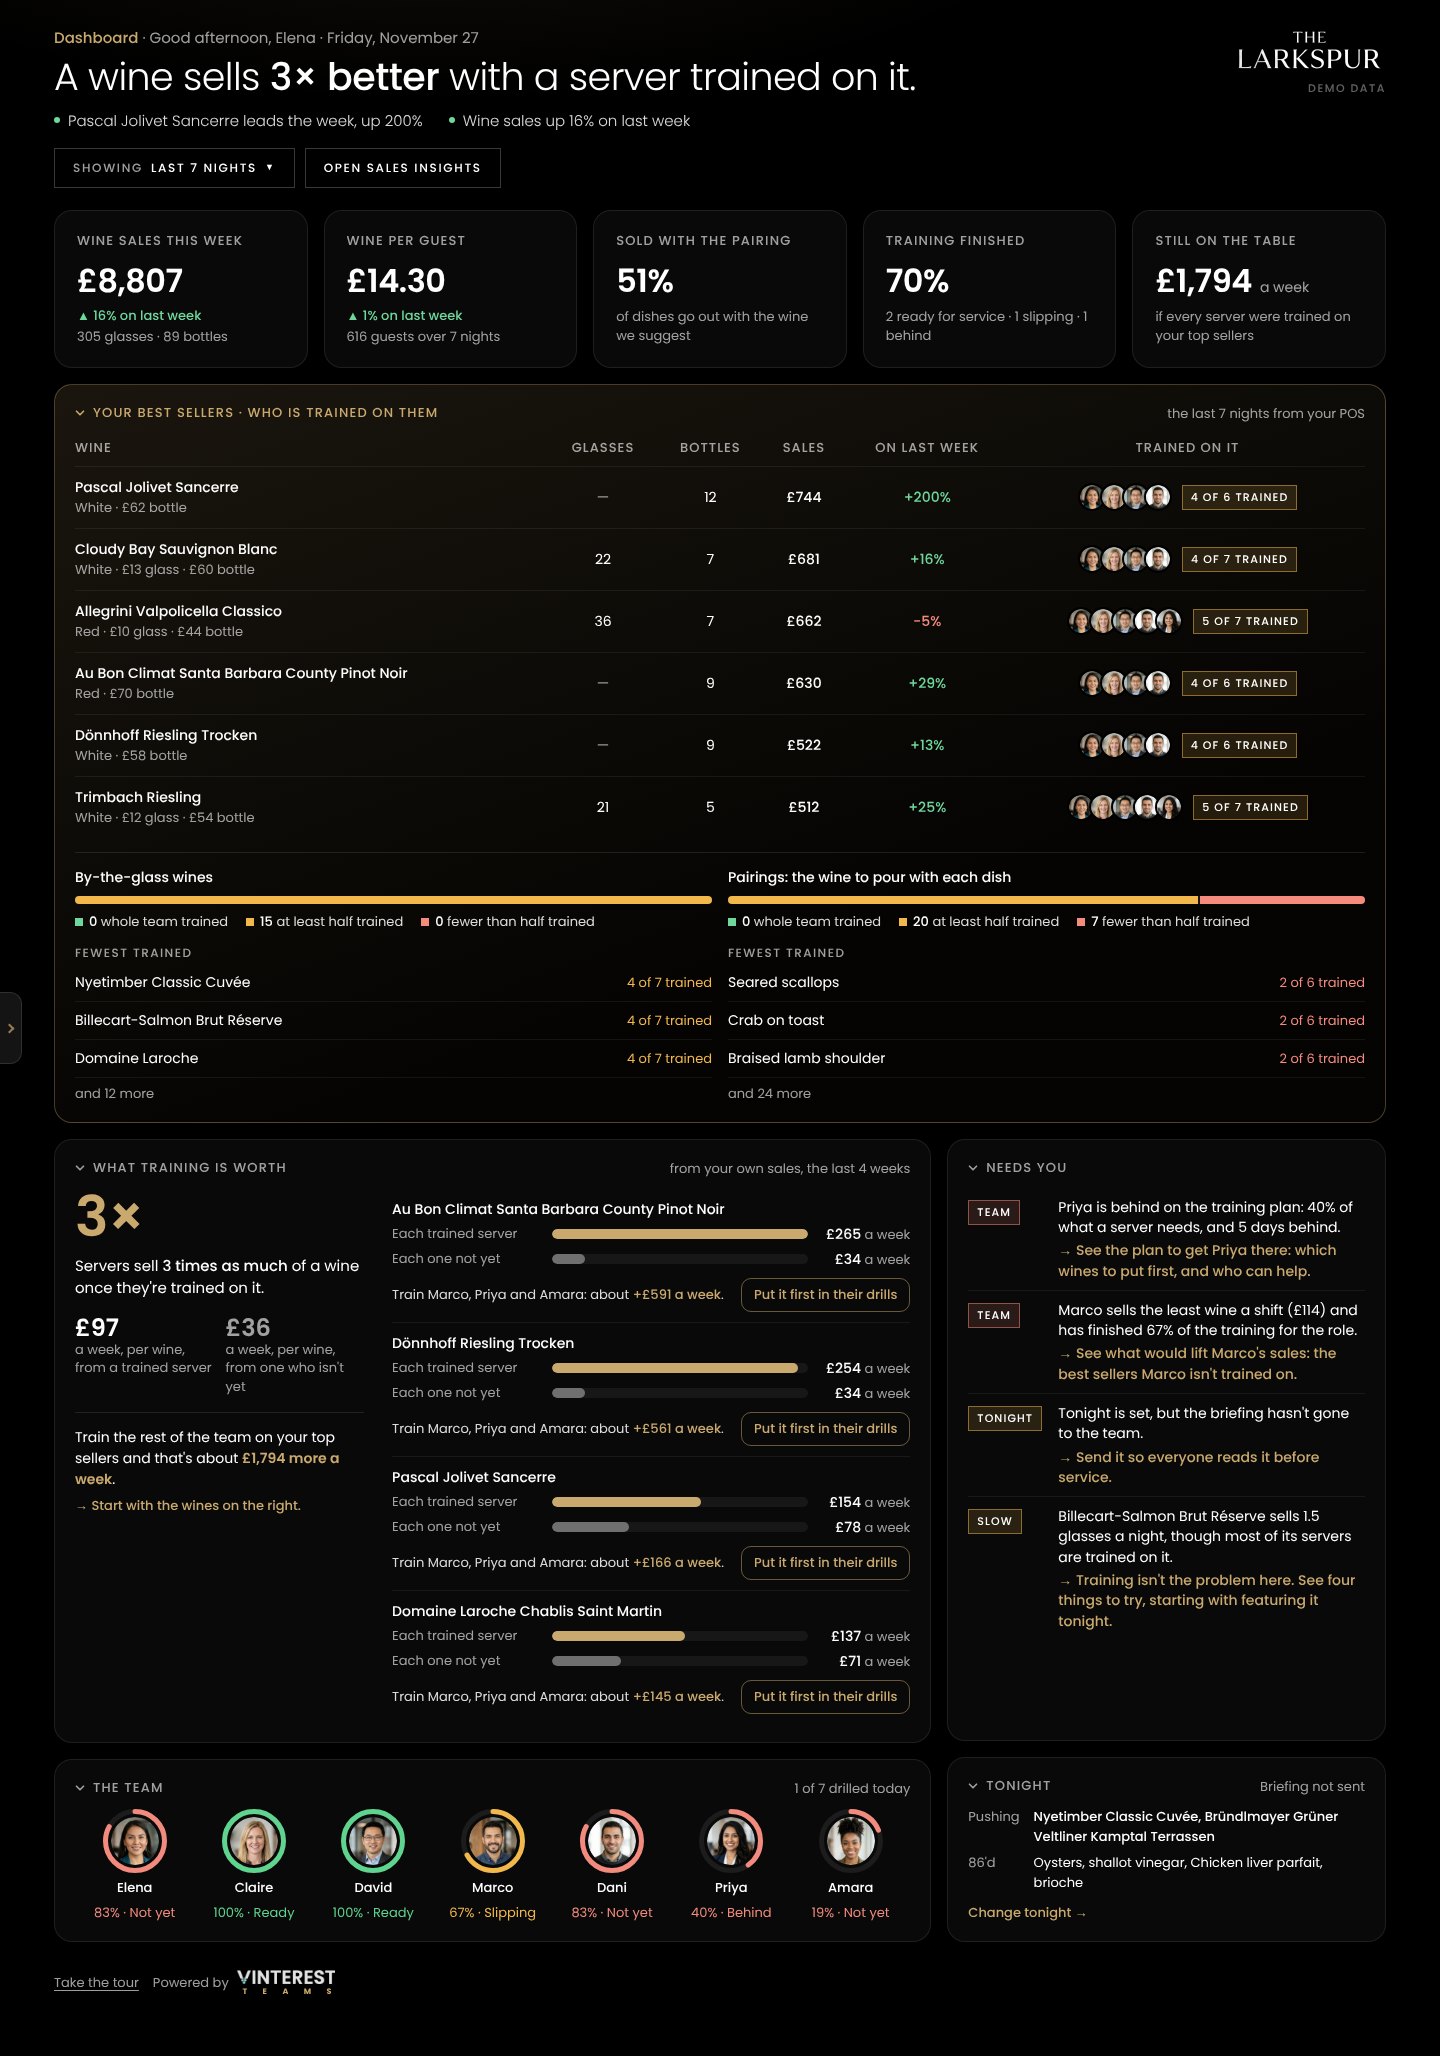 Dashboard · Good afternoon, Elena · Friday, November 27
A wine sells 3× better with a server trained on it.
THE
LARKSPUR
DEMO DATA
Pascal Jolivet Sancerre leads the week, up 200%
Wine sales up 16% on last week
SHOWING LAST 7 NIGHTS ▼
OPEN SALES INSIGHTS
WINE SALES THIS WEEK
£8,807
▲ 16% on last week
305 glasses · 89 bottles
WINE PER GUEST
£14.30
▲ 1% on last week
616 guests over 7 nights
SOLD WITH THE PAIRING
51%
of dishes go out with the wine
we suggest
TRAINING FINISHED
70%
2 ready for service · 1 slipping · 1
behind
STILL ON THE TABLE
£1,794 a week
if every server were trained on
your top sellers
YOUR BEST SELLERS · WHO IS TRAINED ON THEM
the last 7 nights from your POS
WINE GLASSES BOTTLES SALES ON LAST WEEK TRAINED ON IT
Pascal Jolivet Sancerre
White · £62 bottle
— 12 £744 +200% 4 OF 6 TRAINED
Cloudy Bay Sauvignon Blanc
White · £13 glass · £60 bottle
22 7 £681 +16% 4 OF 7 TRAINED
Allegrini Valpolicella Classico
Red · £10 glass · £44 bottle
36 7 £662 -5% 5 OF 7 TRAINED
Au Bon Climat Santa Barbara County Pinot Noir
Red · £70 bottle
— 9 £630 +29% 4 OF 6 TRAINED
Dönnhoff Riesling Trocken
White · £58 bottle
— 9 £522 +13% 4 OF 6 TRAINED
Trimbach Riesling
White · £12 glass · £54 bottle
21 5 £512 +25% 5 OF 7 TRAINED
By-the-glass wines
0 whole team trained 15 at least half trained 0 fewer than half trained
FEWEST TRAINED
Nyetimber Classic Cuvée 4 of 7 trained
Billecart-Salmon Brut Réserve 4 of 7 trained
Domaine Laroche 4 of 7 trained
and 12 more
Pairings: the wine to pour with each dish
0 whole team trained 20 at least half trained 7 fewer than half trained
FEWEST TRAINED
Seared scallops 2 of 6 trained
Crab on toast 2 of 6 trained
Braised lamb shoulder 2 of 6 trained
and 24 more
WHAT TRAINING IS WORTH
from your own sales, the last 4 weeks
3×
Servers sell 3 times as much of a wine
once they're trained on it.
£97
a week, per wine,
from a trained server
£36
a week, per wine,
from one who isn't
yet
Train the rest of the team on your top
sellers and that's about £1,794 more a
week.
→ Start with the wines on the right.
Au Bon Climat Santa Barbara County Pinot Noir
Each trained server £265 a week
Each one not yet £34 a week
Train Marco, Priya and Amara: about +£591 a week. Put it first in their drills
Dönnhoff Riesling Trocken
Each trained server £254 a week
Each one not yet £34 a week
Train Marco, Priya and Amara: about +£561 a week. Put it first in their drills
Pascal Jolivet Sancerre
Each trained server £154 a week
Each one not yet £78 a week
Train Marco, Priya and Amara: about +£166 a week. Put it first in their drills
Domaine Laroche Chablis Saint Martin
Each trained server £137 a week
Each one not yet £71 a week
Train Marco, Priya and Amara: about +£145 a week. Put it first in their drills
NEEDS YOU
TEAM
Priya is behind on the training plan: 40% of
what a server needs, and 5 days behind.
→ See the plan to get Priya there: which
wines to put first, and who can help.
TEAM
Marco sells the least wine a shift (£114) and
has finished 67% of the training for the role.
→ See what would lift Marco's sales: the
best sellers Marco isn't trained on.
TONIGHT
Tonight is set, but the briefing hasn't gone
to the team.
→ Send it so everyone reads it before
service.
SLOW
Billecart-Salmon Brut Réserve sells 1.5
glasses a night, though most of its servers
are trained on it.
→ Training isn't the problem here. See four
things to try, starting with featuring it
tonight.
THE TEAM
1 of 7 drilled today
Elena Claire David Marco Dani Priya Amara
83% · Not yet 100% · Ready 100% · Ready 67% · Slipping 83% · Not yet 40% · Behind 19% · Not yet
TONIGHT
Briefing not sent
Pushing Nyetimber Classic Cuvée, Bründlmayer Grüner
Veltliner Kamptal Terrassen
86'd Oysters, shallot vinegar, Chicken liver parfait,
brioche
Change tonight →
Take the tour Powered by VINTEREST
TEAMS